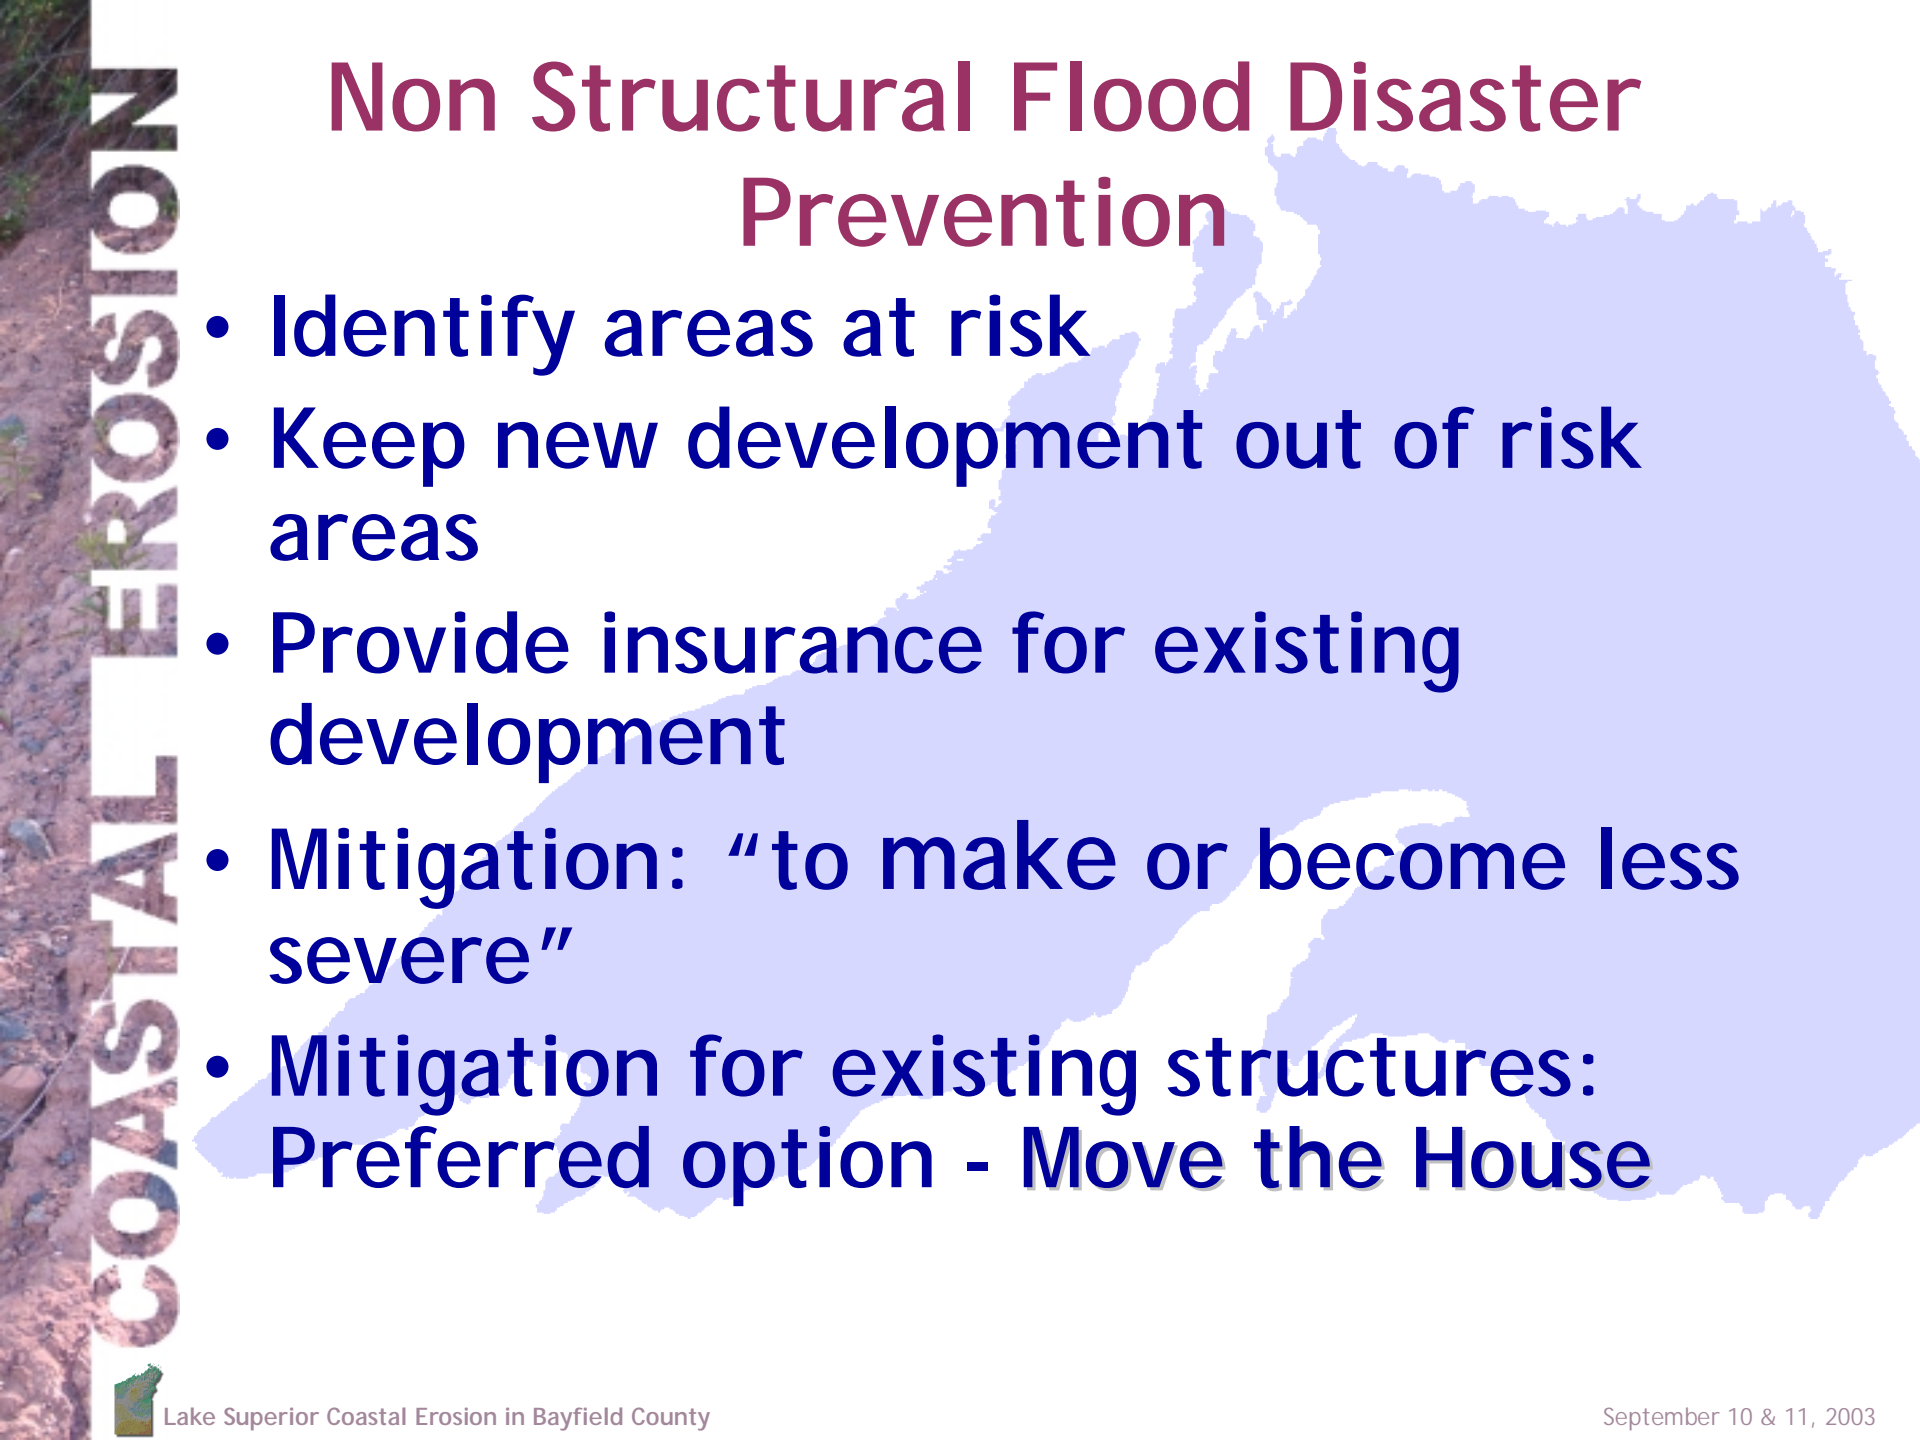 COASTAL EROSION
Non Structural Flood Disaster
Prevention
• Identify areas at risk
• Keep new development out of risk
areas
• Provide insurance for existing
development
• Mitigation: “to make or become less
severe”
• Mitigation for existing structures:
Preferred option - Move the House
Lake Superior Coastal Erosion in Bayfield County
September 10 & 11, 2003